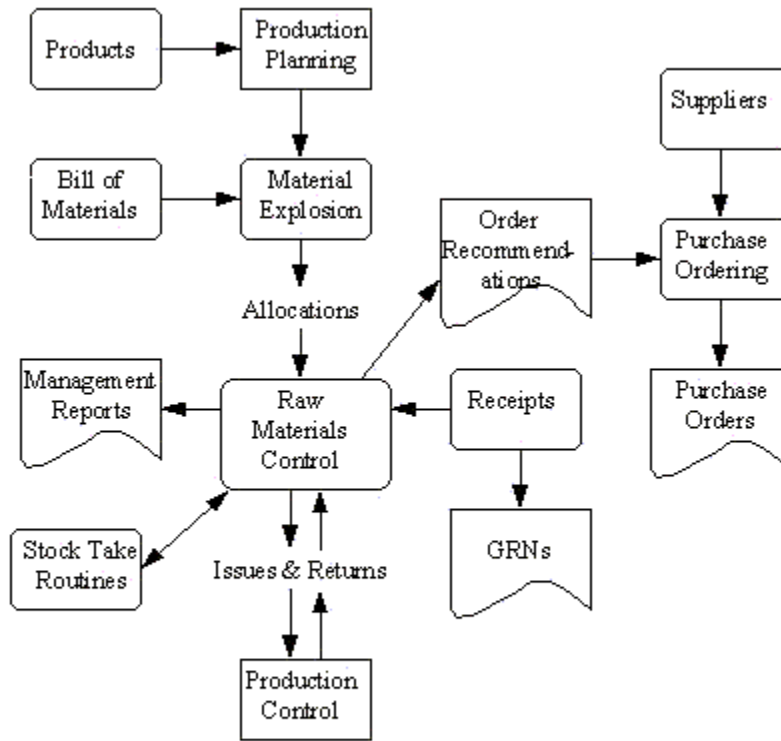 Products
Production
Planning
Suppliers
Bill of
Materials
Material
Explosion
Order
Recommend-
ations
Purchase
Ordering
Allocations
Management
Reports
Raw
Materials
Control
Receipts
Purchase
Orders
Stock Take
Routines
Issues & Returns
GRNs
Production
Control